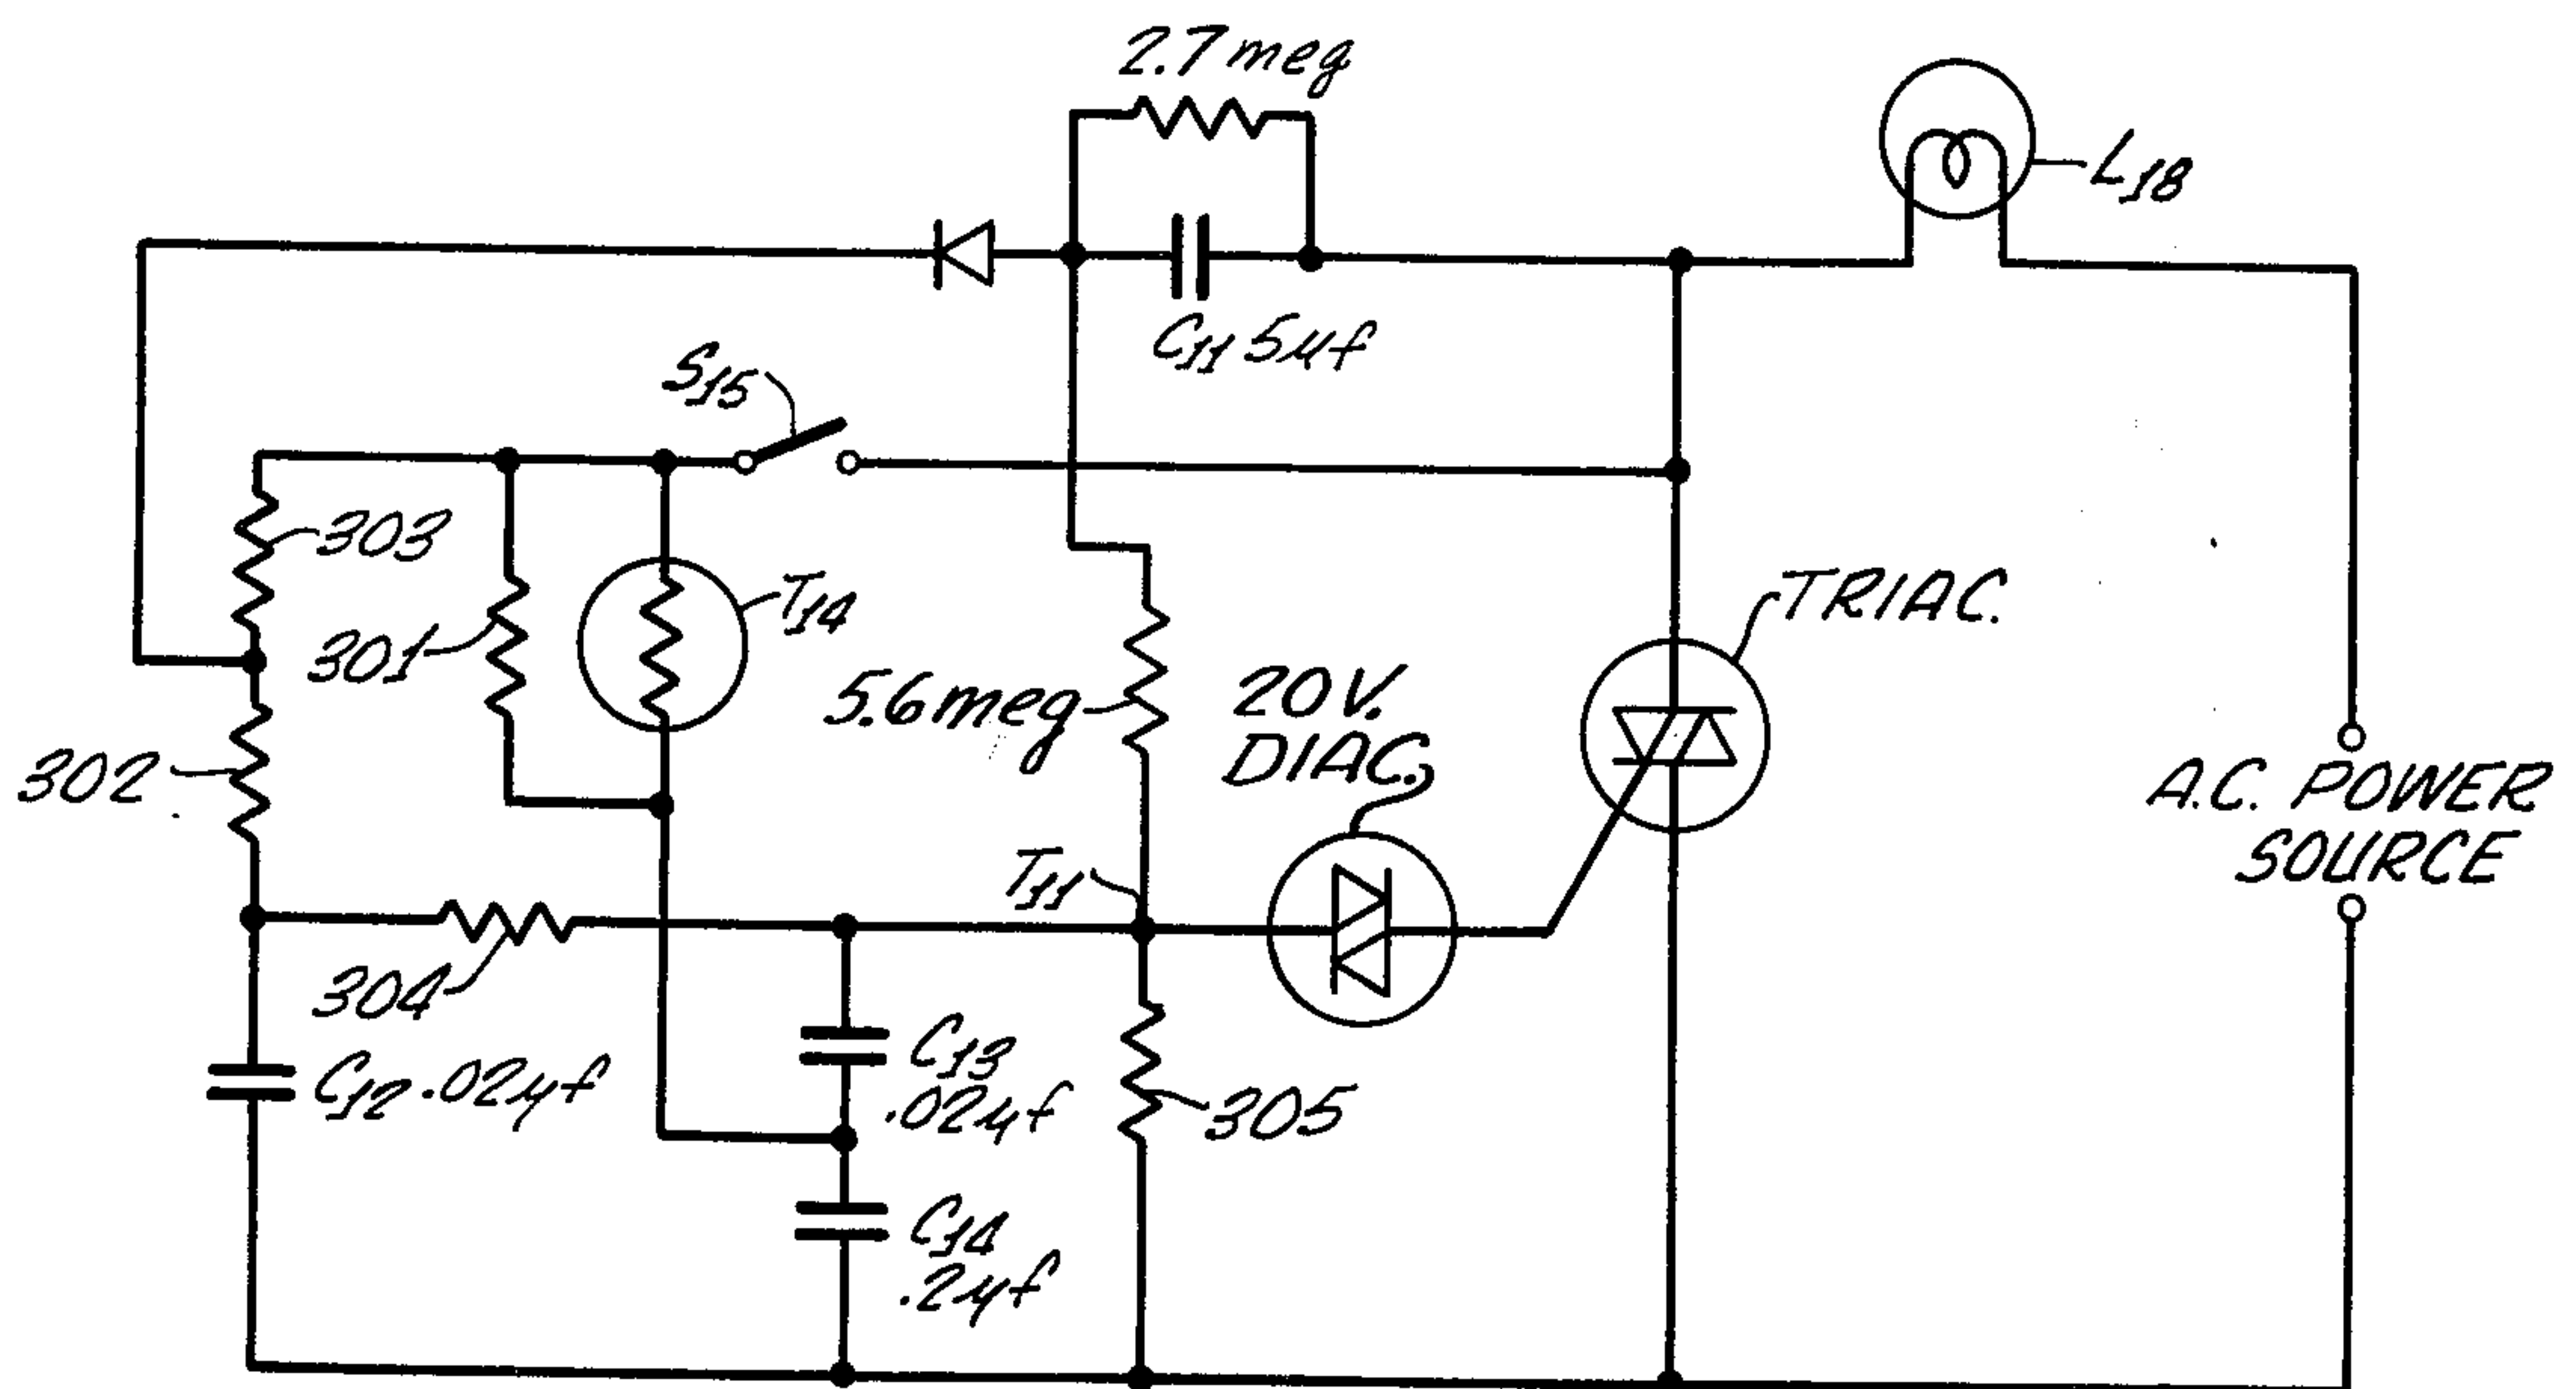 2.7 meg
L18
C11 5µf
S15
303
301
T14
TRIAC.
5.6 meg
20 V.
DIAC.
302
A.C. POWER
SOURCE
T11
304
C12 .02µf
C13
.02µf
305
C14
.2µf